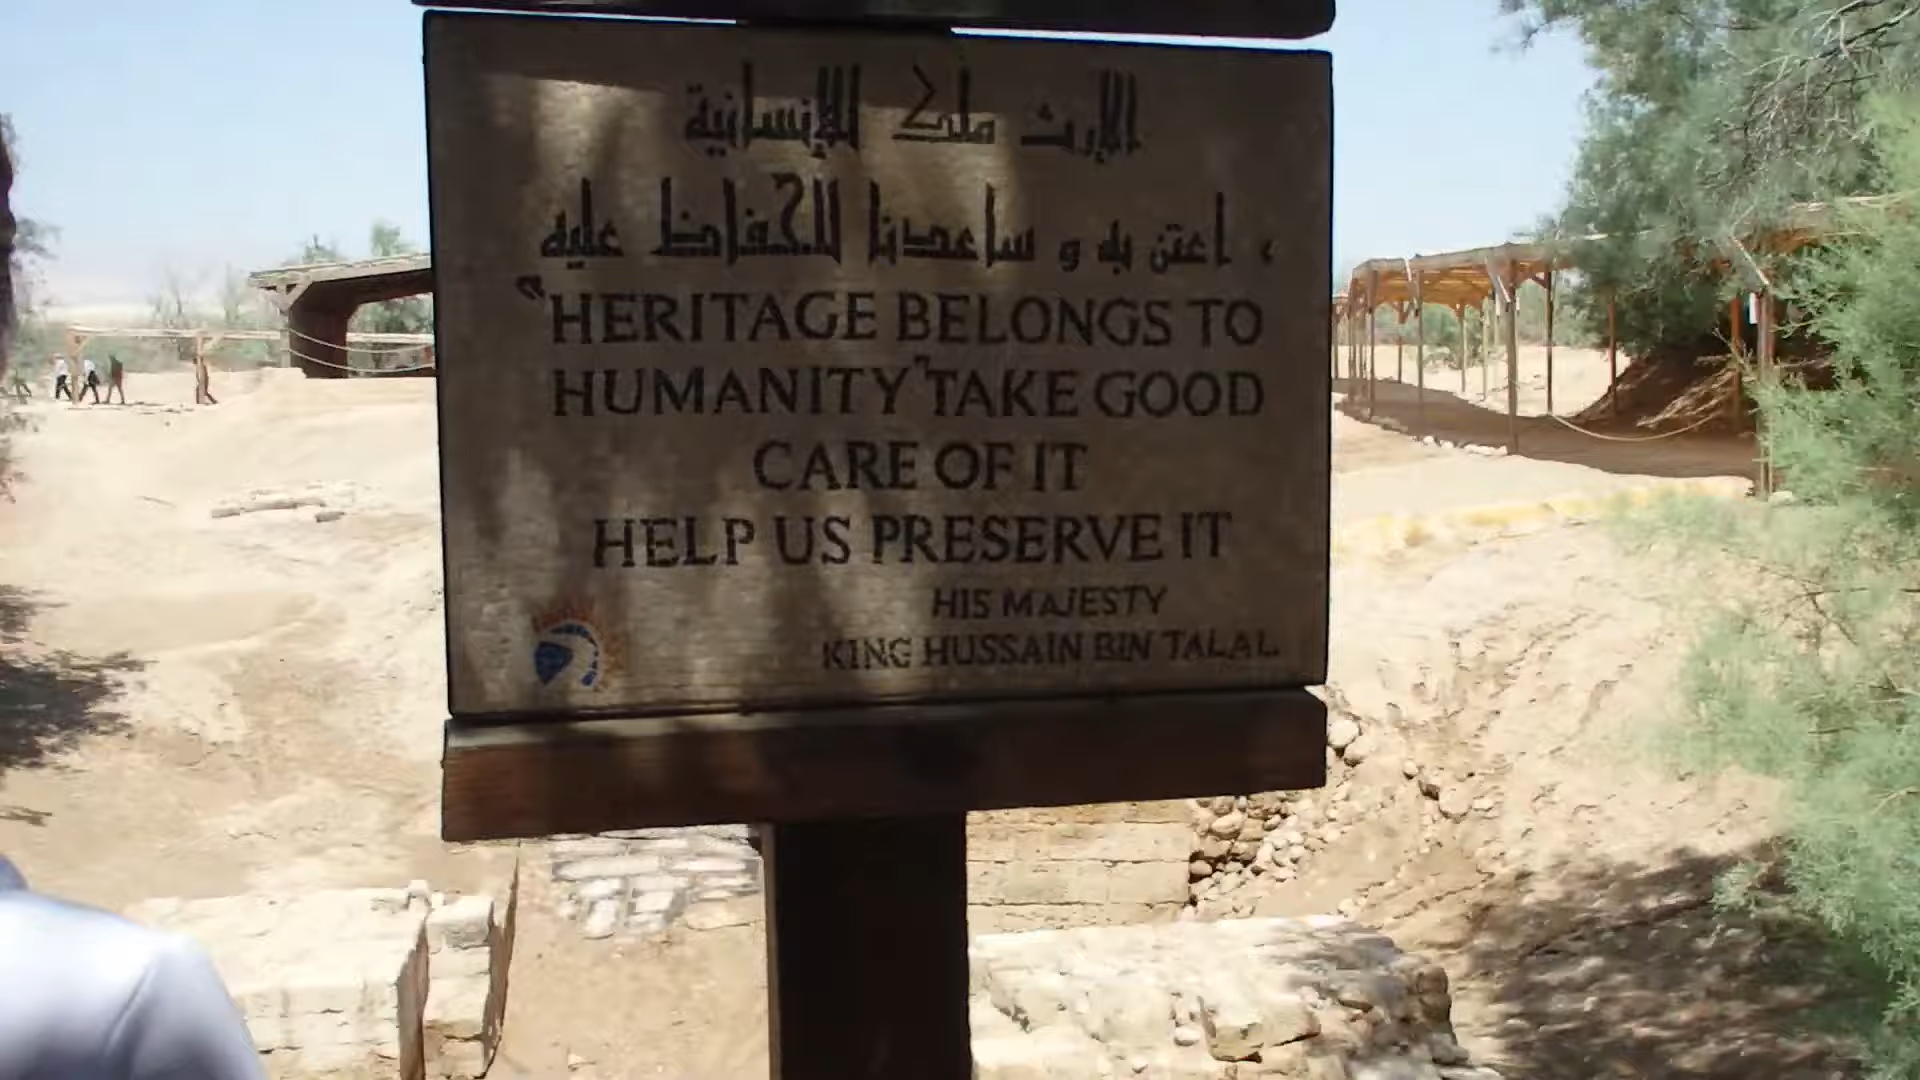 الإرث ملك للإنسانية
، اعتن به و ساعدنا للحفاظ عليه
"HERITAGE BELONGS TO
HUMANITY" TAKE GOOD
CARE OF IT
HELP US PRESERVE IT
HIS MAJESTY
KING HUSSAIN BIN TALAL.